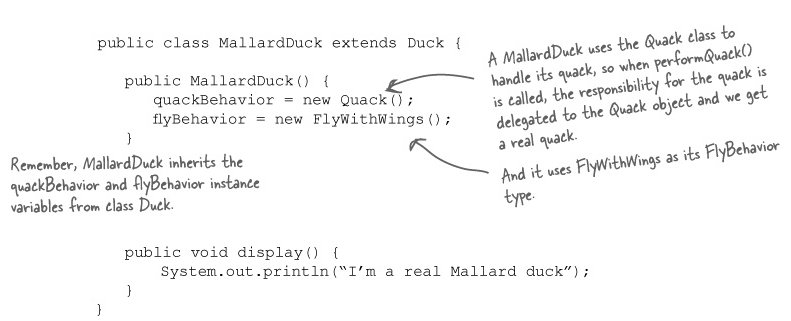 public class MallardDuck extends Duck {
public MallardDuck() {
quackBehavior = new Quack();
flyBehavior = new FlyWithWings();
}
A MallardDuck uses the Quack class to
handle its quack, so when performQuack()
is called, the responsibility for the quack is
delegated to the Quack object and we get
a real quack.
And it uses FlyWithWings as its FlyBehavior
type.
Remember, MallardDuck inherits the
quackBehavior and flyBehavior instance
variables from class Duck.
public void display() {
System.out.println(“I’m a real Mallard duck”);
}
}